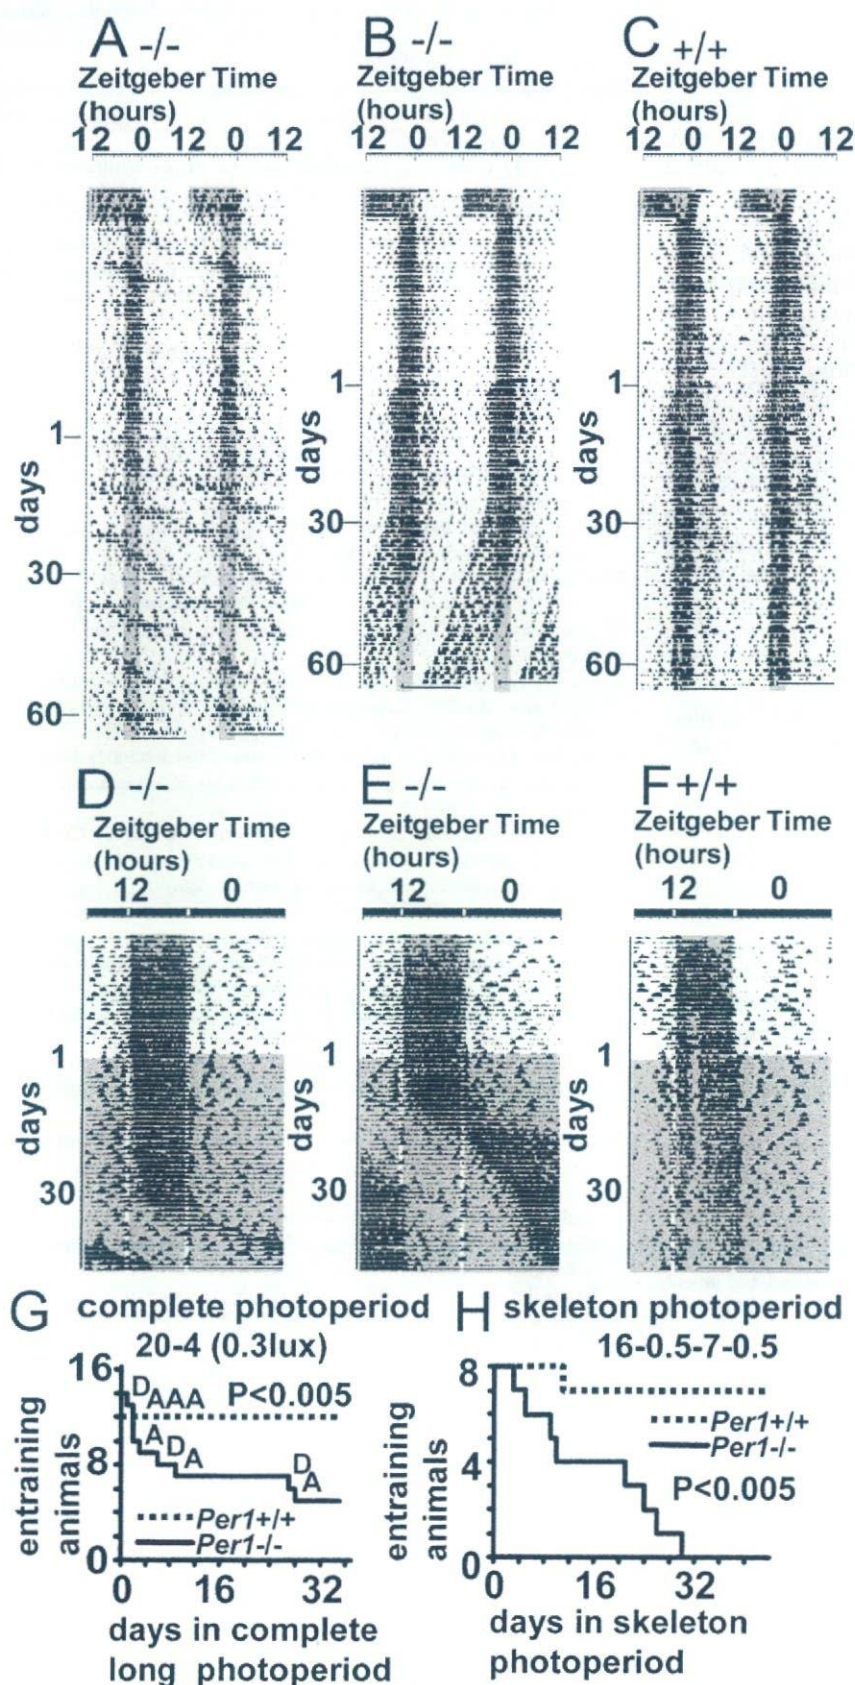 A -/-
Zeitgeber Time
(hours)
12 0 12 0 12
B -/-
Zeitgeber Time
(hours)
12 0 12 0 12
C +/+
Zeitgeber Time
(hours)
12 0 12 0 12
days
1
30
60
days
1
30
60
days
1
30
60
D -/-
Zeitgeber Time
(hours)
12 0
E -/-
Zeitgeber Time
(hours)
12 0
F +/+
Zeitgeber Time
(hours)
12 0
days
1
30
days
1
30
days
1
30
G complete photoperiod
20-4 (0.3lux)
16
8
0
entraining
animals
D AAA P<0.005
A D A
D A
Per1+/+
Per1-/-
0 16 32
days in complete
long photoperiod
H skeleton photoperiod
16-0.5-7-0.5
8
4
0
entraining
animals
Per1+/+
Per1-/-
P<0.005
0 16 32
days in skeleton
photoperiod